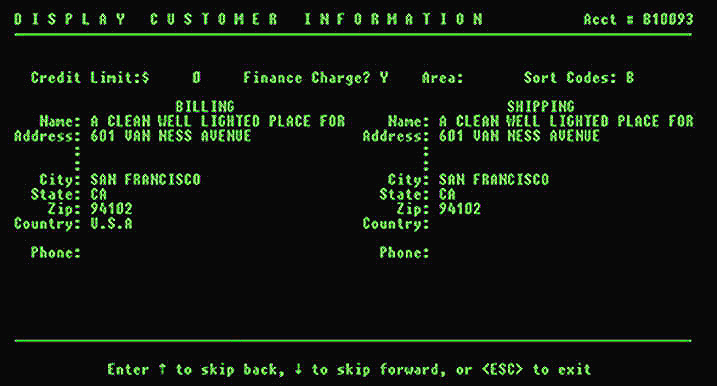 DISPLAY CUSTOMER INFORMATION Acct # B10093
Credit Limit:$ 0 Finance Charge? Y Area: Sort Codes: B
BILLING SHIPPING
Name: A CLEAN WELL LIGHTED PLACE FOR Name: A CLEAN WELL LIGHTED PLACE FOR
Address: 601 VAN NESS AVENUE Address: 601 VAN NESS AVENUE
: :
: :
City: SAN FRANCISCO City: SAN FRANCISCO
State: CA State: CA
Zip: 94102 Zip: 94102
Country: U.S.A Country:
Phone: Phone:
Enter ↑ to skip back, ↓ to skip forward, or <ESC> to exit